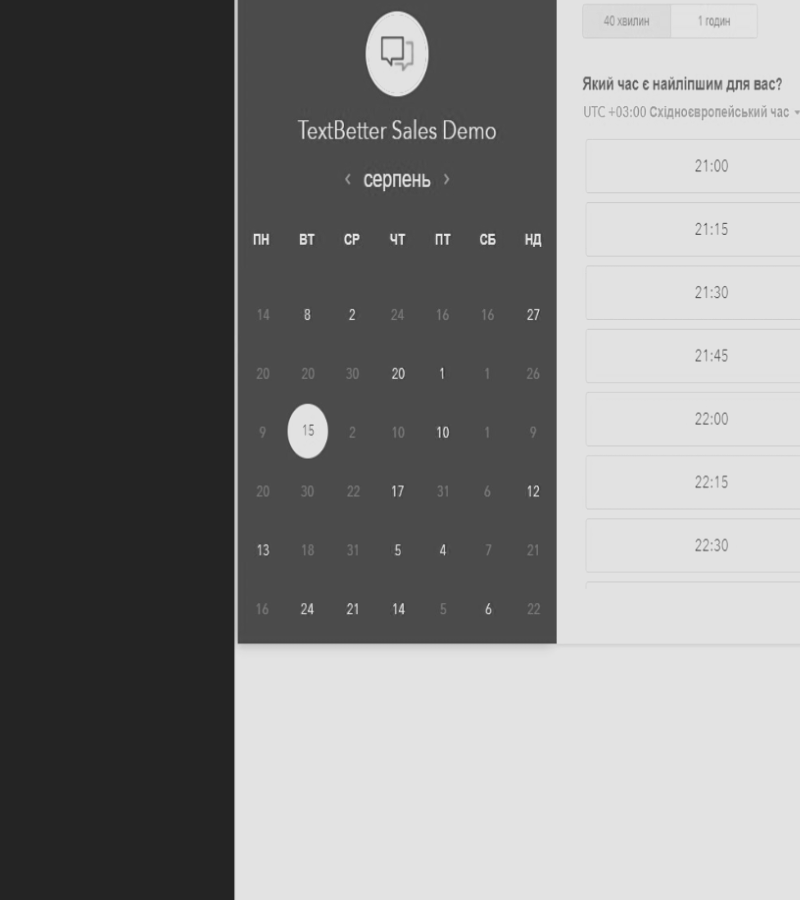 TextBetter Sales Demo
‹ серпень ›
ПН ВТ СР ЧТ ПТ СБ НД
14 8 2 24 16 16 27
20 20 30 20 1 1 26
9 15 2 10 10 1 9
20 30 22 17 31 6 12
13 18 31 5 4 7 21
16 24 21 14 5 6 22
40 хвилин 1 годин
Який час є найліпшим для вас?
UTC +03:00 Східноєвропейський час
21:00
21:15
21:30
21:45
22:00
22:15
22:30